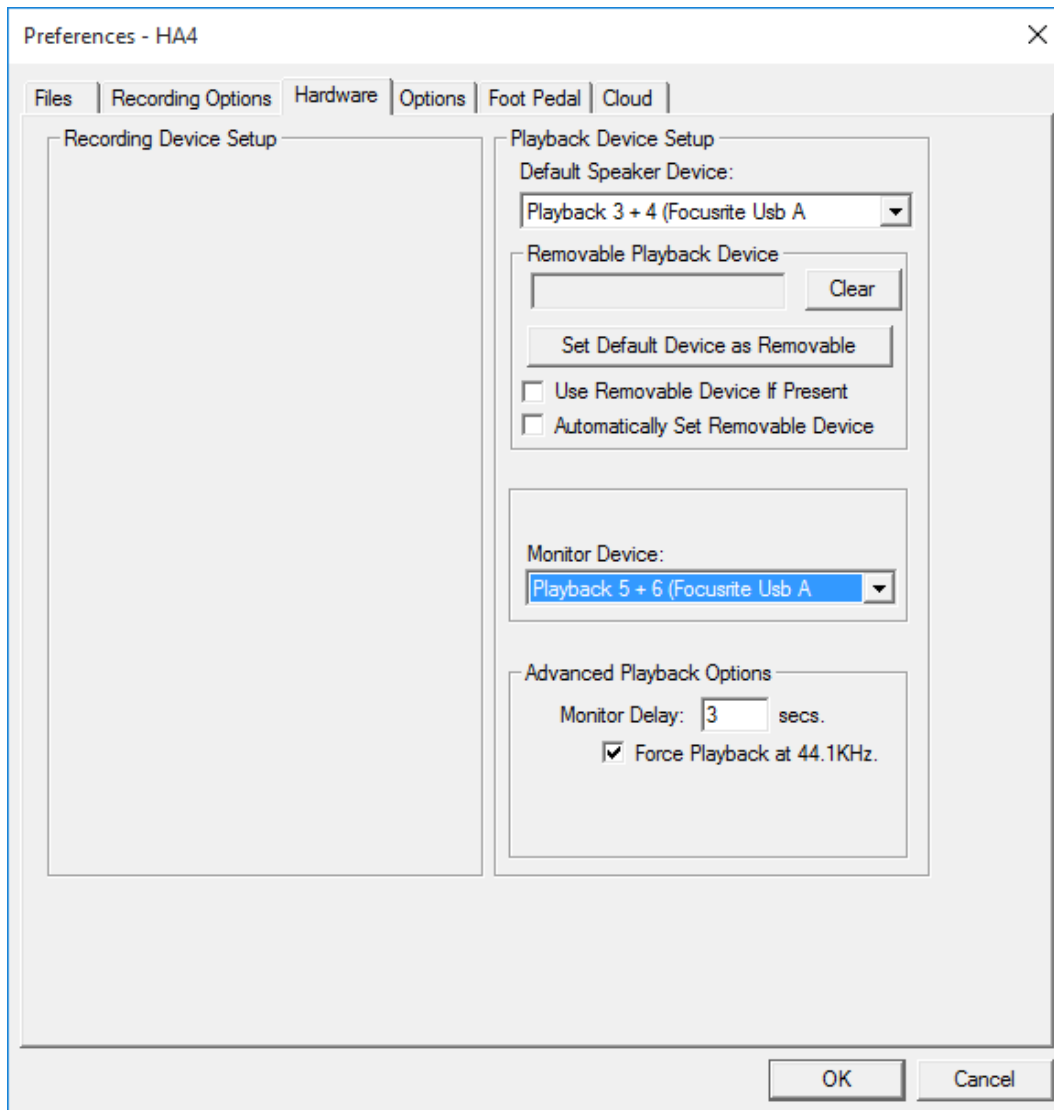 Preferences - HA4
Files
Recording Options
Hardware
Options
Foot Pedal
Cloud
Recording Device Setup
Playback Device Setup
Default Speaker Device:
Playback 3 + 4 (Focusrite Usb A
Removable Playback Device
Clear
Set Default Device as Removable
Use Removable Device If Present
Automatically Set Removable Device
Monitor Device:
Playback 5 + 6 (Focusrite Usb A
Advanced Playback Options
Monitor Delay: 3 secs.
Force Playback at 44.1KHz.
OK
Cancel